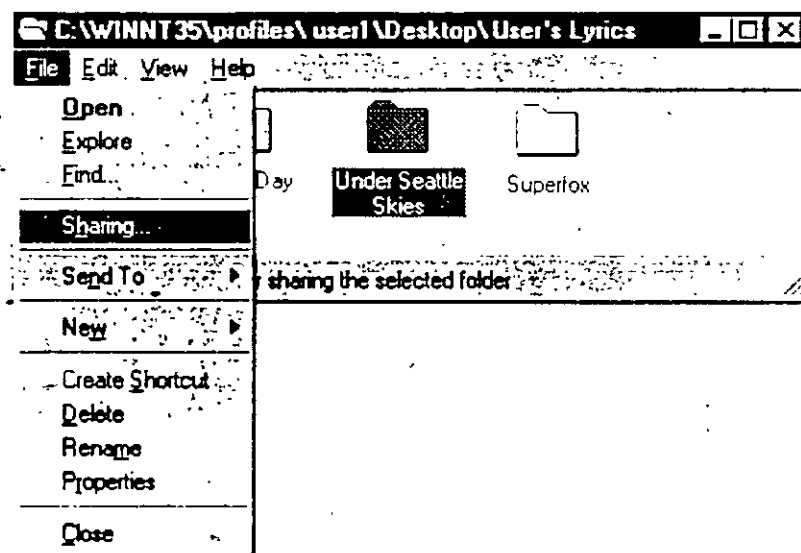 C:\WINNT35\profiles\ user1\Desktop\User's Lyrics
File Edit View Help
Open
Explore
Find...
Sharing...
Send To
New
Create Shortcut
Delete
Rename
Properties
Close
Day
Under Seattle
Skies
Superfox
sharing the selected folder